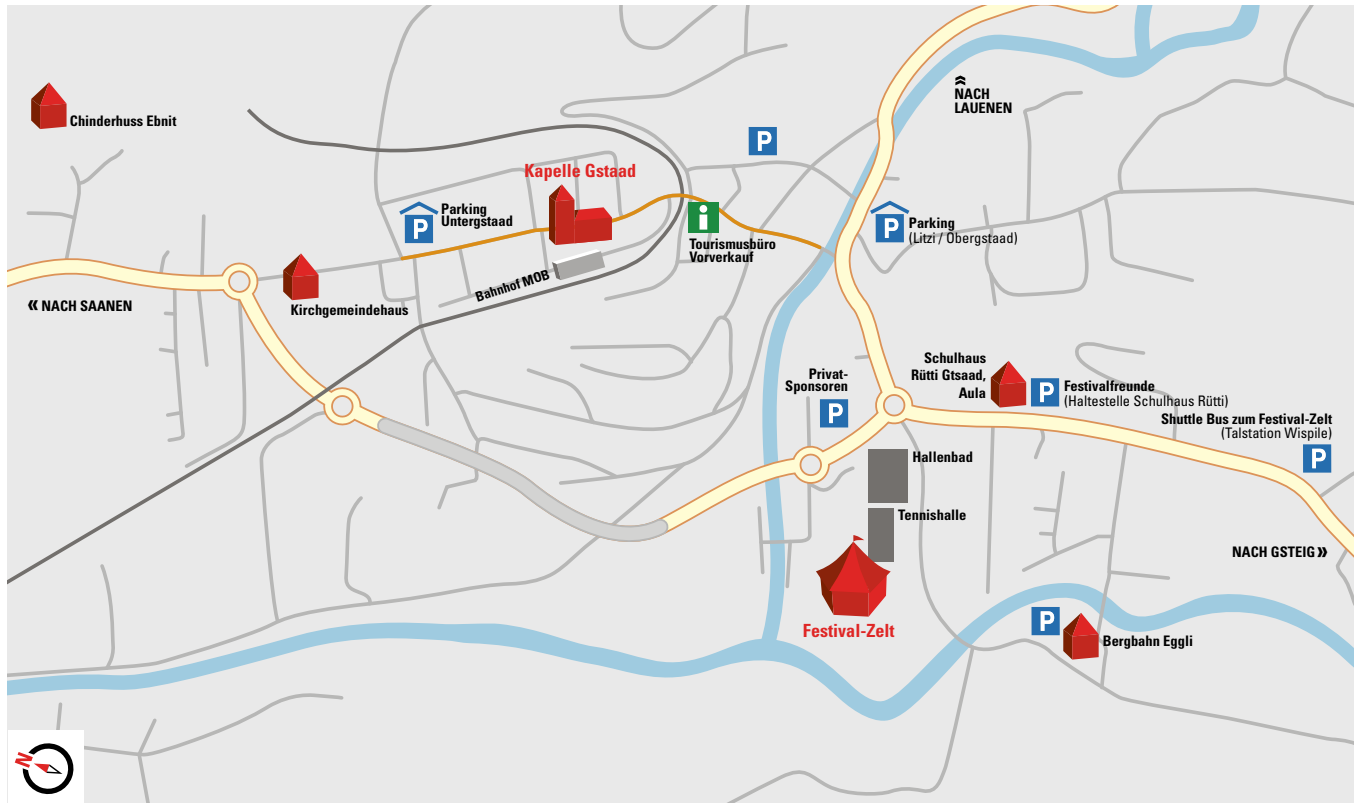 NACH
LAUENEN
Chinderhuss Ebnit
P
Kapelle Gstaad
Parking
Untergstaad
P
i
Tourismusbüro
Vorverkauf
P
Parking
(Litzi / Obergstaad)
Bahnhof MOB
« NACH SAANEN
Kirchgemeindehaus
Privat-
Sponsoren
P
Schulhaus
Rütti Gtsaad,
Aula
P
Festivalfreunde
(Haltestelle Schulhaus Rütti)
Shuttle Bus zum Festival-Zelt
(Talstation Wispile)
P
Hallenbad
Tennishalle
NACH GSTEIG »
Festival-Zelt
P
Bergbahn Eggli
N